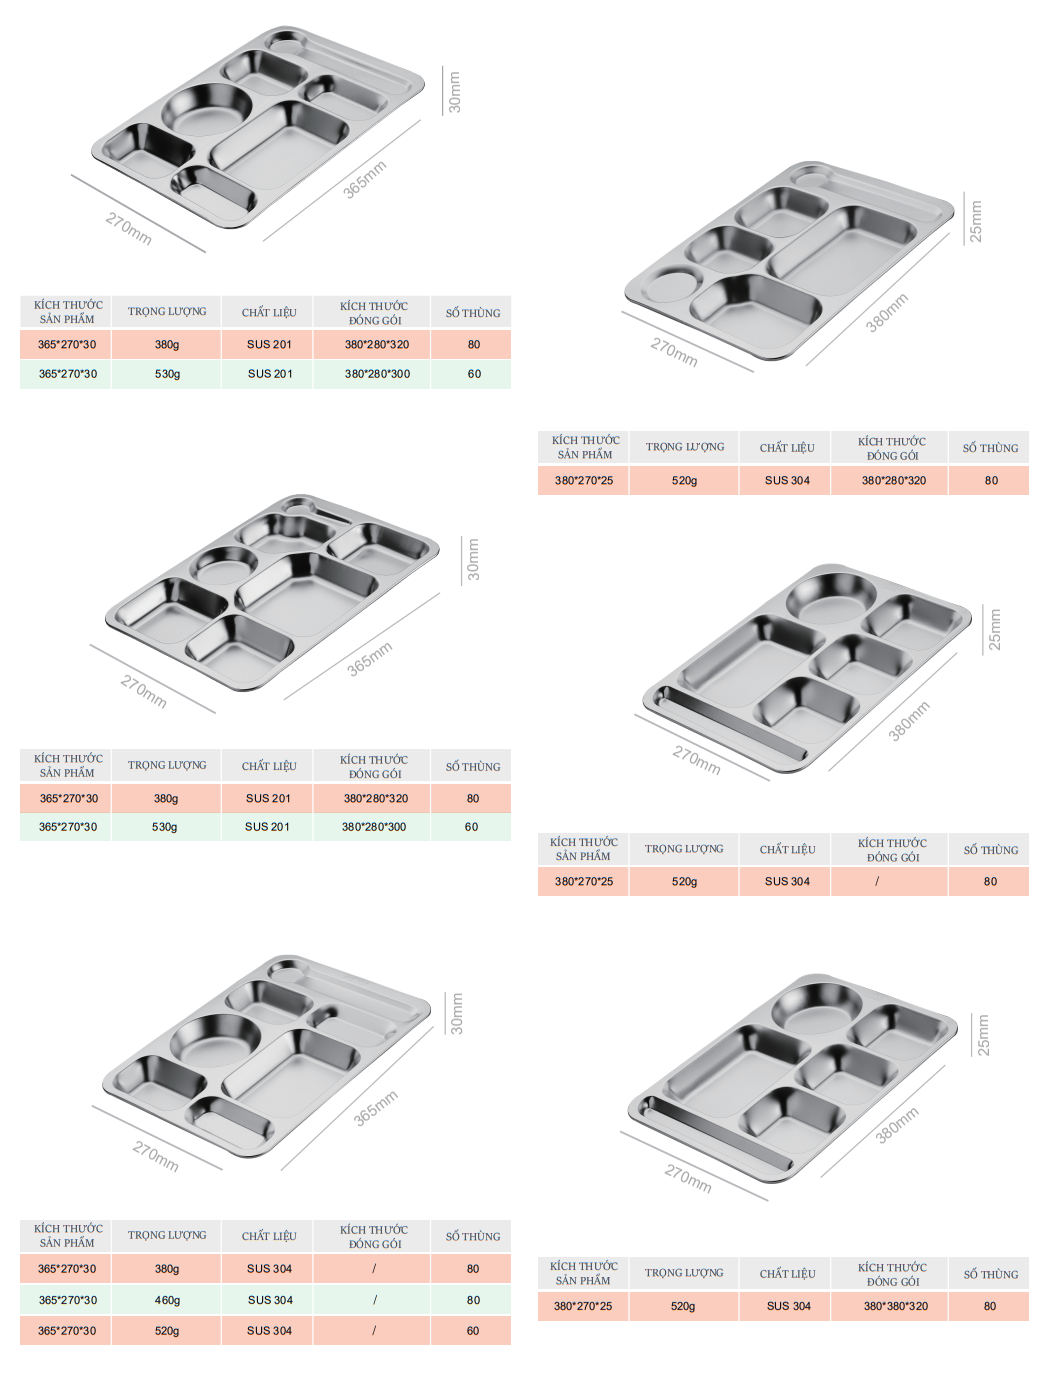 30mm
365mm
270mm
KÍCH THƯỚC
SẢN PHẨM
TRỌNG LƯỢNG
CHẤT LIỆU
KÍCH THƯỚC
ĐÓNG GÓI
SỐ THÙNG
365*270*30 380g SUS 201 380*280*320 80
365*270*30 530g SUS 201 380*280*300 60
25mm
380mm
270mm
KÍCH THƯỚC
SẢN PHẨM
TRỌNG LƯỢNG
CHẤT LIỆU
KÍCH THƯỚC
ĐÓNG GÓI
SỐ THÙNG
380*270*25 520g SUS 304 380*280*320 80
30mm
365mm
270mm
KÍCH THƯỚC
SẢN PHẨM
TRỌNG LƯỢNG
CHẤT LIỆU
KÍCH THƯỚC
ĐÓNG GÓI
SỐ THÙNG
365*270*30 380g SUS 201 380*280*320 80
365*270*30 530g SUS 201 380*280*300 60
25mm
380mm
270mm
KÍCH THƯỚC
SẢN PHẨM
TRỌNG LƯỢNG
CHẤT LIỆU
KÍCH THƯỚC
ĐÓNG GÓI
SỐ THÙNG
380*270*25 520g SUS 304 / 80
30mm
365mm
270mm
KÍCH THƯỚC
SẢN PHẨM
TRỌNG LƯỢNG
CHẤT LIỆU
KÍCH THƯỚC
ĐÓNG GÓI
SỐ THÙNG
365*270*30 380g SUS 304 / 80
365*270*30 460g SUS 304 / 80
365*270*30 520g SUS 304 / 60
25mm
380mm
270mm
KÍCH THƯỚC
SẢN PHẨM
TRỌNG LƯỢNG
CHẤT LIỆU
KÍCH THƯỚC
ĐÓNG GÓI
SỐ THÙNG
380*270*25 520g SUS 304 380*380*320 80